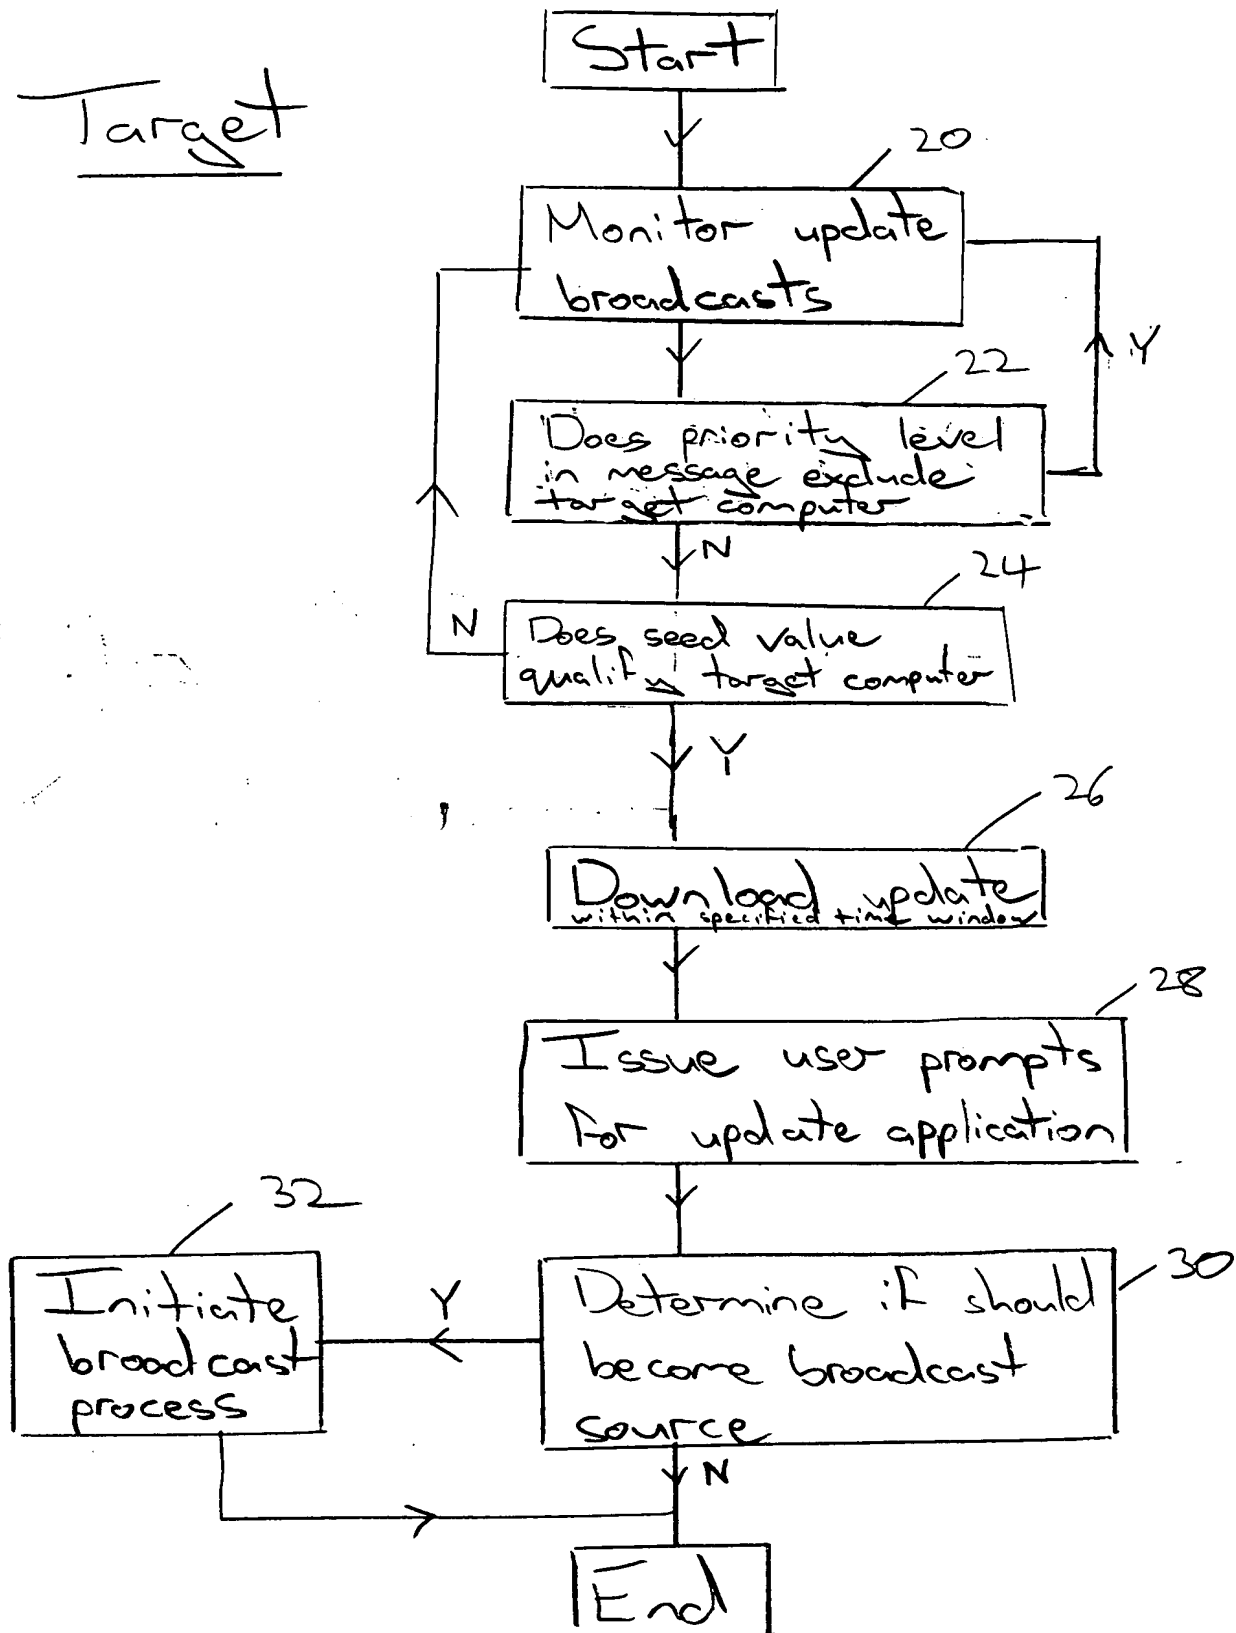 Start
Target
20
Monitor update
broadcasts
Y
22
Does priority level
in message exclude
target computer
N
24
N
Does seed value
qualify target computer
Y
26
Download update
within specified time window
28
Issue user prompts
for update application
32
Initiate
broadcast
process
Y
30
Determine if should
become broadcast
source
N
End